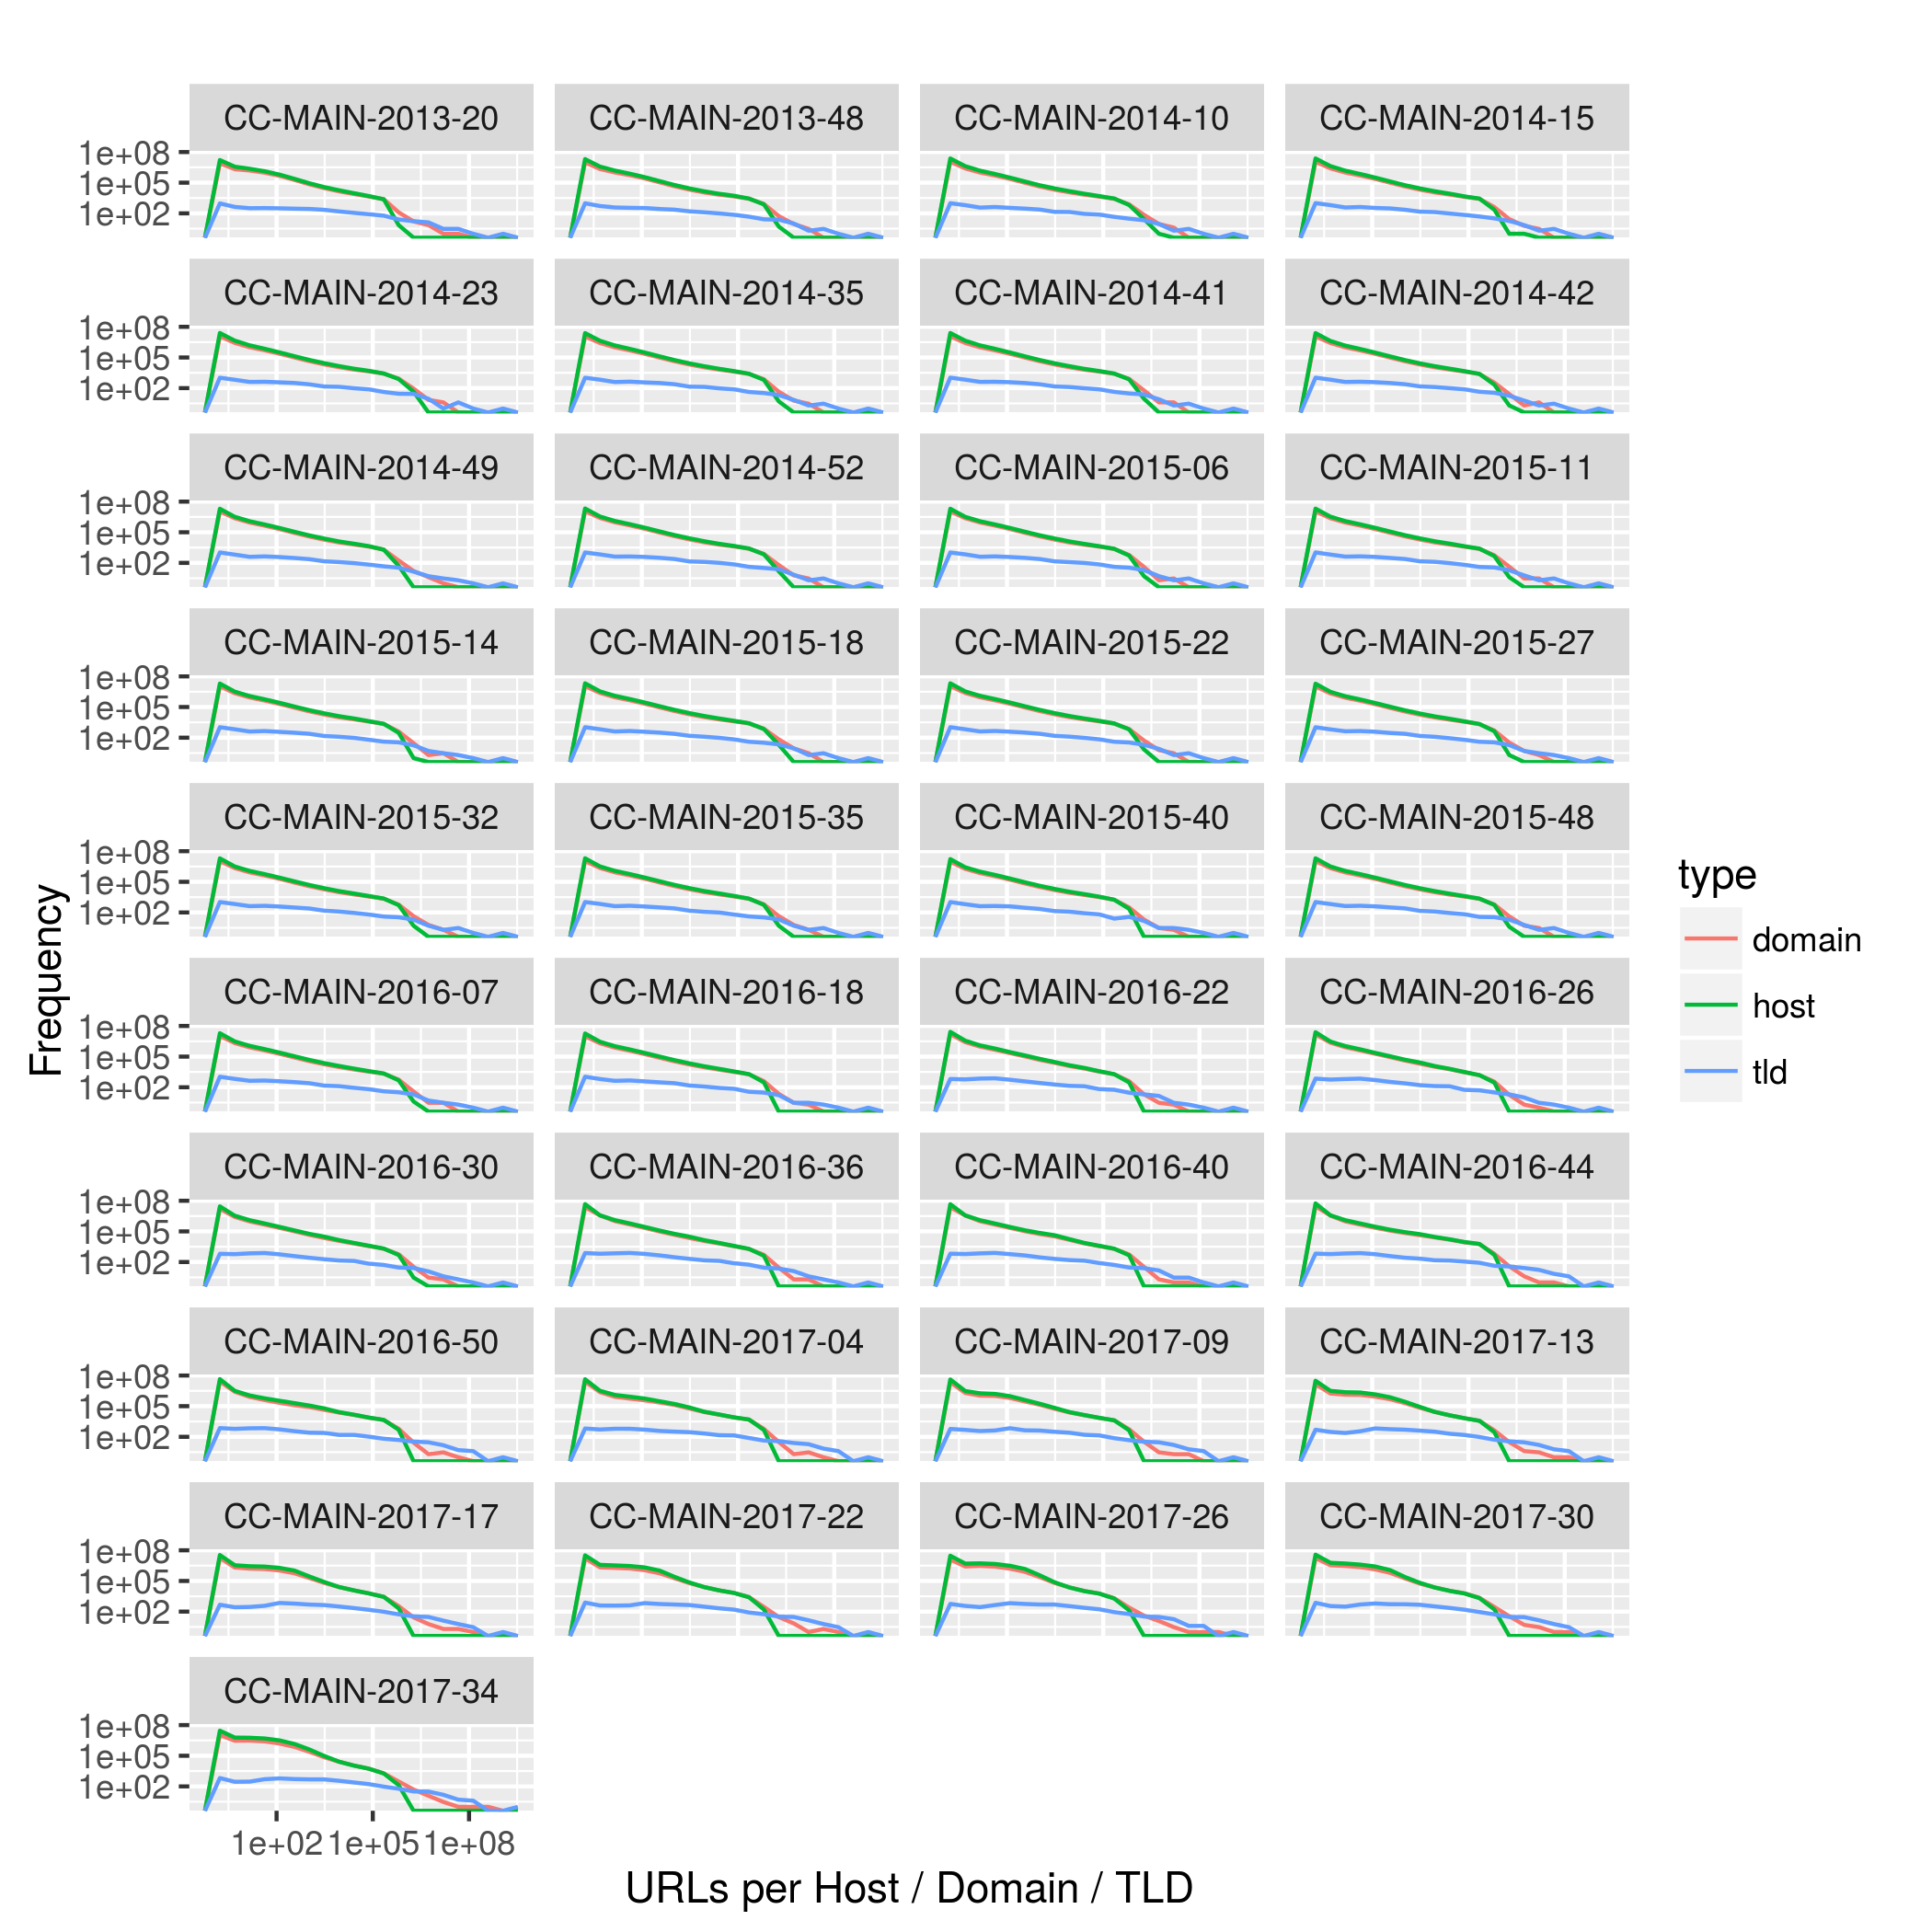 CC-MAIN-2013-20 CC-MAIN-2013-48 CC-MAIN-2014-10 CC-MAIN-2014-15
1e+08
1e+05
1e+02
CC-MAIN-2014-23 CC-MAIN-2014-35 CC-MAIN-2014-41 CC-MAIN-2014-42
1e+08
1e+05
1e+02
CC-MAIN-2014-49 CC-MAIN-2014-52 CC-MAIN-2015-06 CC-MAIN-2015-11
1e+08
1e+05
1e+02
CC-MAIN-2015-14 CC-MAIN-2015-18 CC-MAIN-2015-22 CC-MAIN-2015-27
1e+08
1e+05
1e+02
CC-MAIN-2015-32 CC-MAIN-2015-35 CC-MAIN-2015-40 CC-MAIN-2015-48
1e+08
1e+05
1e+02
CC-MAIN-2016-07 CC-MAIN-2016-18 CC-MAIN-2016-22 CC-MAIN-2016-26
1e+08
1e+05
1e+02
CC-MAIN-2016-30 CC-MAIN-2016-36 CC-MAIN-2016-40 CC-MAIN-2016-44
1e+08
1e+05
1e+02
CC-MAIN-2016-50 CC-MAIN-2017-04 CC-MAIN-2017-09 CC-MAIN-2017-13
1e+08
1e+05
1e+02
CC-MAIN-2017-17 CC-MAIN-2017-22 CC-MAIN-2017-26 CC-MAIN-2017-30
1e+08
1e+05
1e+02
CC-MAIN-2017-34
1e+08
1e+05
1e+02
1e+02 1e+05 1e+08
URLs per Host / Domain / TLD
Frequency
type
domain
host
tld